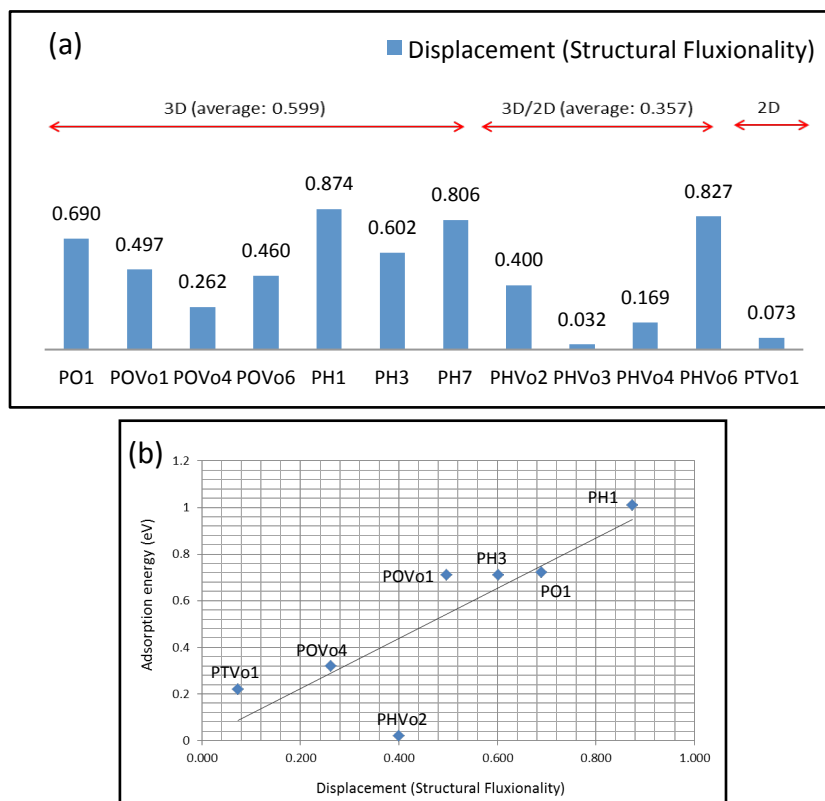 (a)
Displacement (Structural Fluxionality)
3D (average: 0.599) 3D/2D (average: 0.357) 2D
0.690 0.497 0.262 0.460 0.874 0.602 0.806 0.400 0.032 0.169 0.827 0.073
PO1 POVo1 POVo4 POVo6 PH1 PH3 PH7 PHVo2 PHVo3 PHVo4 PHVo6 PTVo1
(b)
Adsorption energy (eV)
1.2
1
0.8
0.6
0.4
0.2
0
PH1
POVo1
PH3
PO1
POVo4
PTVo1
PHVo2
0.000 0.200 0.400 0.600 0.800 1.000
Displacement (Structural Fluxionality)